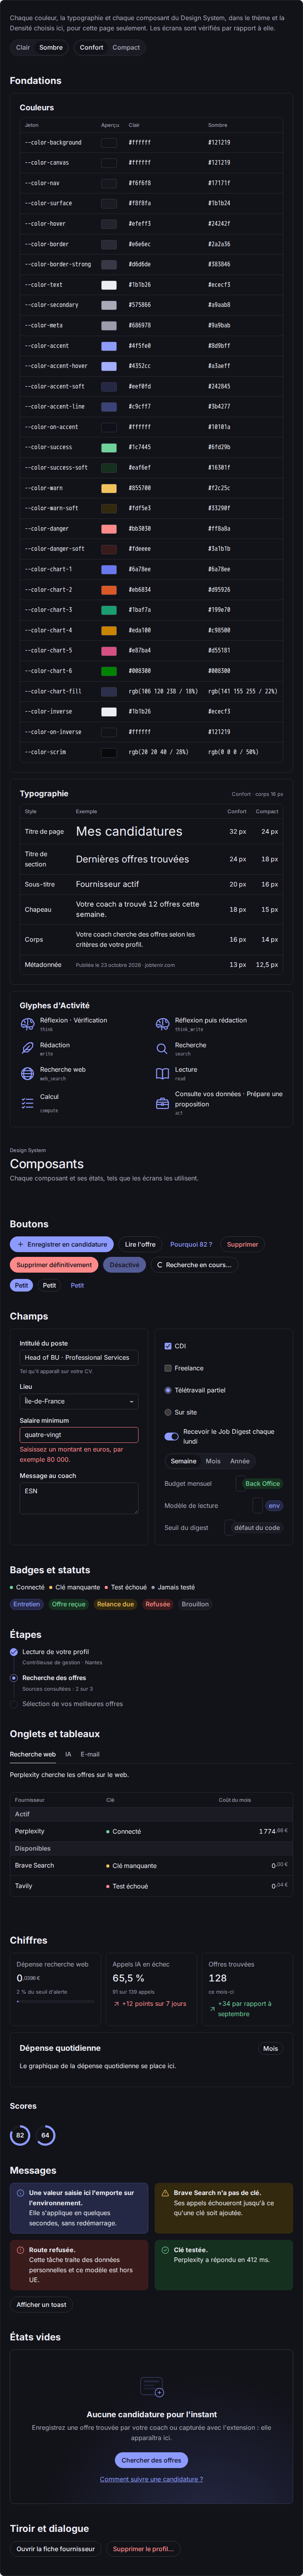 Chaque couleur, la typographie et chaque composant du Design System, dans le thème et la
Densité choisis ici, pour cette page seulement. Les écrans sont vérifiés par rapport à elle.
Clair Sombre Confort Compact
Fondations
Couleurs
Jeton Aperçu Clair Sombre
--color-background #ffffff #121219
--color-canvas #ffffff #121219
--color-nav #f6f6f8 #17171f
--color-surface #f8f8fa #1b1b24
--color-hover #efeff3 #24242f
--color-border #e6e6ec #2a2a36
--color-border-strong #d6d6de #383846
--color-text #1b1b26 #ececf3
--color-secondary #575866 #a9aab8
--color-meta #686978 #9a9bab
--color-accent #4f5fe0 #8d9bff
--color-accent-hover #4352cc #a3aeff
--color-accent-soft #eef0fd #242845
--color-accent-line #c9cff7 #3b4277
--color-on-accent #ffffff #10101a
--color-success #1c7445 #6fd29b
--color-success-soft #eaf6ef #16301f
--color-warn #855700 #f2c25c
--color-warn-soft #fdf5e3 #33290f
--color-danger #bb3030 #ff8a8a
--color-danger-soft #fdeeee #3a1b1b
--color-chart-1 #6a78ee #6a78ee
--color-chart-2 #eb6834 #d95926
--color-chart-3 #1baf7a #199e70
--color-chart-4 #eda100 #c98500
--color-chart-5 #e87ba4 #d55181
--color-chart-6 #008300 #008300
--color-chart-fill rgb(106 120 238 / 18%) rgb(141 155 255 / 22%)
--color-inverse #1b1b26 #ececf3
--color-on-inverse #ffffff #121219
--color-scrim rgb(20 20 40 / 28%) rgb(0 0 0 / 50%)
Typographie Confort · corps 16 px
Style Exemple Confort Compact
Titre de page Mes candidatures 32 px 24 px
Titre de
section Dernières offres trouvées 24 px 18 px
Sous-titre Fournisseur actif 20 px 16 px
Chapeau Votre coach a trouvé 12 offres cette
semaine. 18 px 15 px
Corps Votre coach cherche des offres selon les
critères de votre profil. 16 px 14 px
Métadonnée Publiée le 23 octobre 2026 · jobtemr.com 13 px 12,5 px
Glyphes d'Activité
Réflexion · Vérification
think
Réflexion puis rédaction
think_write
Rédaction
write
Recherche
search
Recherche web
web_search
Lecture
read
Calcul
compute
Consulte vos données · Prépare une
proposition
act
Design System
Composants
Chaque composant et ses états, tels que les écrans les utilisent.
Boutons
Enregistrer en candidature Lire l'offre Pourquoi 82 ? Supprimer
Supprimer définitivement Désactivé Recherche en cours…
Petit Petit Petit
Champs
Intitulé du poste
Head of BU · Professional Services
Tel qu'il apparaît sur votre CV.
Lieu
Île-de-France
Salaire minimum
quatre-vingt
Saisissez un montant en euros, par
exemple 80 000.
Message au coach
ESN
CDI
Freelance
Télétravail partiel
Sur site
Recevoir le Job Digest chaque
lundi
Semaine Mois Année
Budget mensuel Back Office
Modèle de lecture env
Seuil du digest défaut du code
Badges et statuts
Connecté Clé manquante Test échoué Jamais testé
Entretien Offre reçue Relance due Refusée Brouillon
Étapes
Lecture de votre profil
Contrôleuse de gestion · Nantes
Recherche des offres
Sources consultées : 2 sur 3
Sélection de vos meilleures offres
Onglets et tableaux
Recherche web IA E-mail
Perplexity cherche les offres sur le web.
Fournisseur Clé Coût du mois
Actif
Perplexity Connecté 1 774,66 €
Disponibles
Brave Search Clé manquante 0,00 €
Tavily Test échoué 0,04 €
Chiffres
Dépense recherche web
0,0396 €
2 % du seuil d'alerte
Appels IA en échec
65,5 %
91 sur 139 appels
+12 points sur 7 jours
Offres trouvées
128
ce mois-ci
+34 par rapport à
septembre
Dépense quotidienne Mois
Le graphique de la dépense quotidienne se place ici.
Scores
82 64
Messages
Une valeur saisie ici l'emporte sur
l'environnement.
Elle s'applique en quelques
secondes, sans redémarrage.
Brave Search n'a pas de clé.
Ses appels échoueront jusqu'à ce
qu'une clé soit ajoutée.
Route refusée.
Cette tâche traite des données
personnelles et ce modèle est hors
UE.
Clé testée.
Perplexity a répondu en 412 ms.
Afficher un toast
États vides
Aucune candidature pour l'instant
Enregistrez une offre trouvée par votre coach ou capturée avec l'extension : elle
apparaîtra ici.
Chercher des offres
Comment suivre une candidature ?
Tiroir et dialogue
Ouvrir la fiche fournisseur Supprimer le profil…